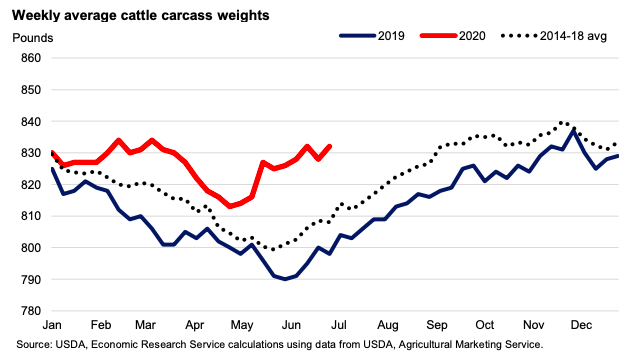 Weekly average cattle carcass weights
Pounds
2019 2020 2014-18 avg
860
850
840
830
820
810
800
790
780
Jan Feb Mar Apr May Jun Jul Aug Sep Oct Nov Dec
Source: USDA, Economic Research Service calculations using data from USDA, Agricultural Marketing Service.